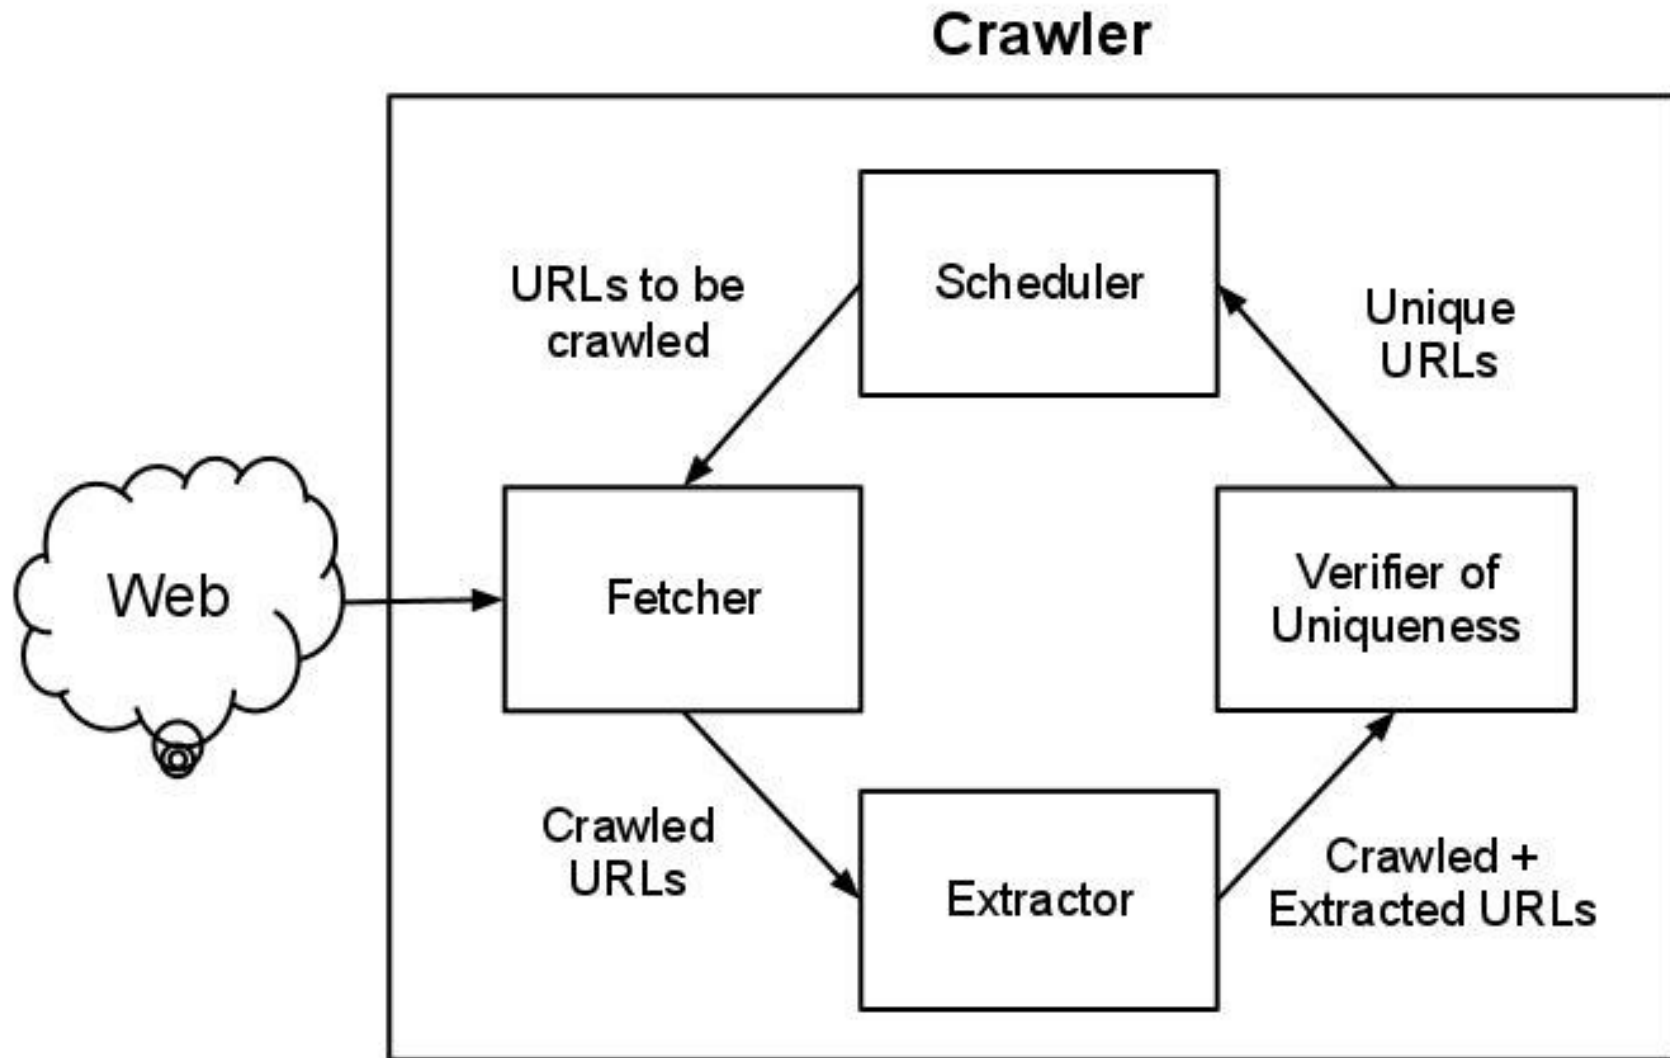 Crawler
Scheduler
URLs to be
crawled
Unique
URLs
Web
Fetcher
Verifier of
Uniqueness
Crawled
URLs
Extractor
Crawled +
Extracted URLs